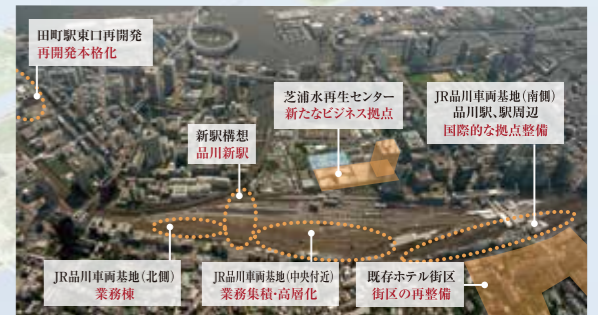 田町駅東口再開発
再開発本格化
芝浦水再生センター
新たなビジネス拠点
JR品川車両基地(南側)
品川駅、駅周辺
国際的な拠点整備
新駅構想
品川新駅
JR品川車両基地(北側)
業務棟
JR品川車両基地(中央付近)
業務集積・高層化
既存ホテル街区
街区の再整備